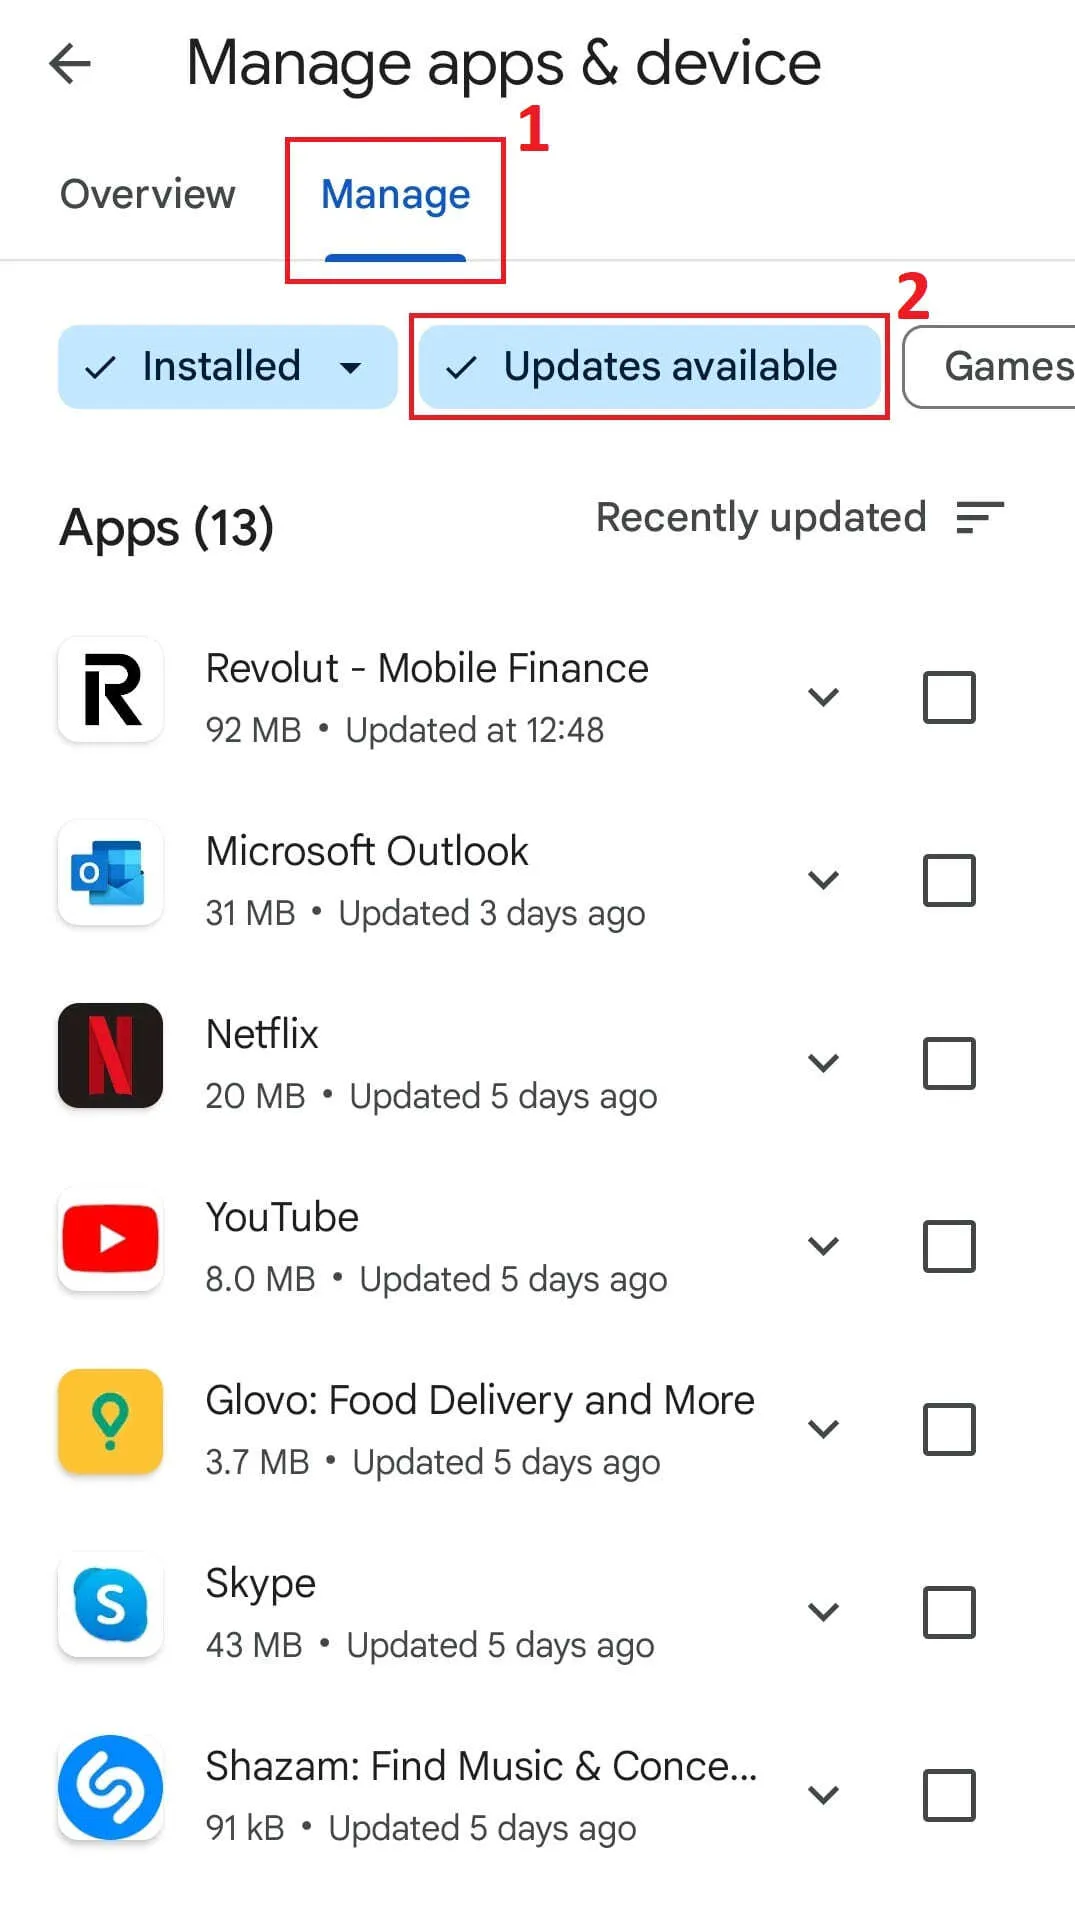 Manage apps & device
1
Overview
Manage
2
Installed
Updates available
Games
Apps (13)
Recently updated
Revolut - Mobile Finance
92 MB • Updated at 12:48
Microsoft Outlook
31 MB • Updated 3 days ago
Netflix
20 MB • Updated 5 days ago
YouTube
8.0 MB • Updated 5 days ago
Glovo: Food Delivery and More
3.7 MB • Updated 5 days ago
Skype
43 MB • Updated 5 days ago
Shazam: Find Music & Conce...
91 kB • Updated 5 days ago